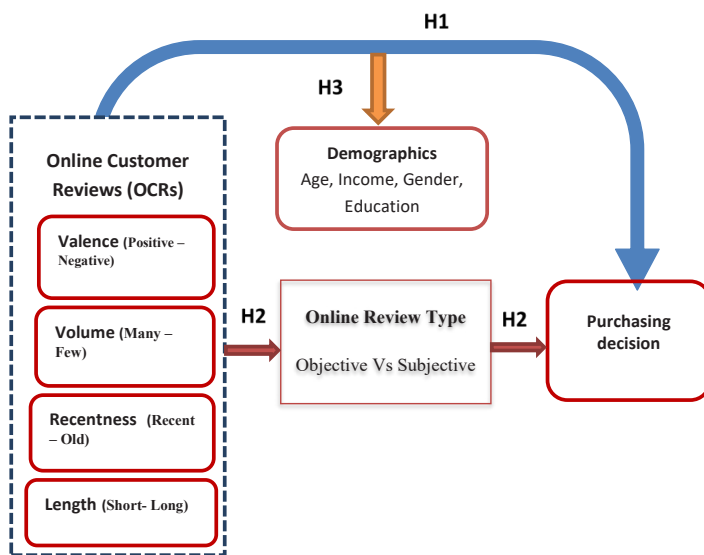 H1
H3
Demographics
Age, Income, Gender,
Education
Online Customer
Reviews (OCRs)
Valence (Positive –
Negative)
Volume (Many –
Few)
Recentness (Recent
– Old)
Length (Short- Long)
H2
Online Review Type
Objective Vs Subjective
H2
Purchasing
decision